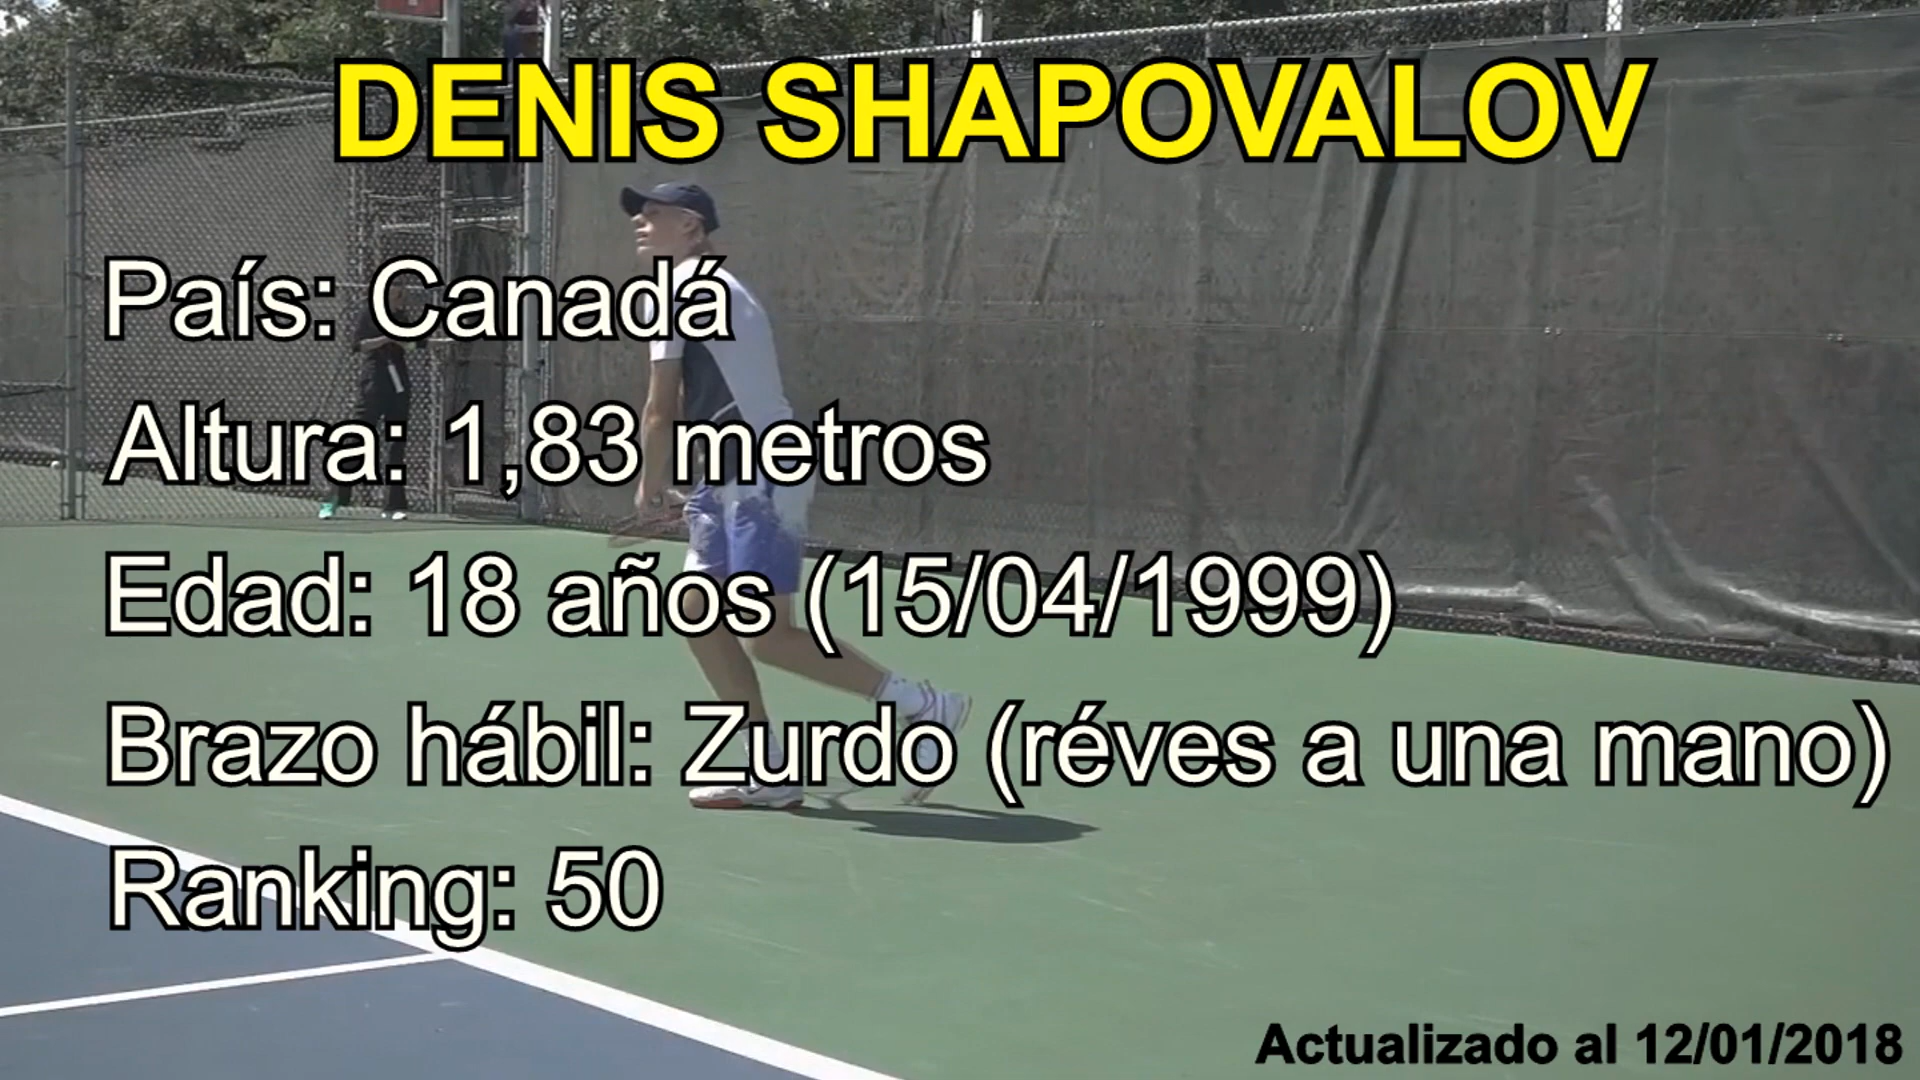 DENIS SHAPOVALOV
País: Canadá
Altura: 1,83 metros
Edad: 18 años (15/04/1999)
Brazo hábil: Zurdo (réves a una mano)
Ranking: 50
Actualizado al 12/01/2018